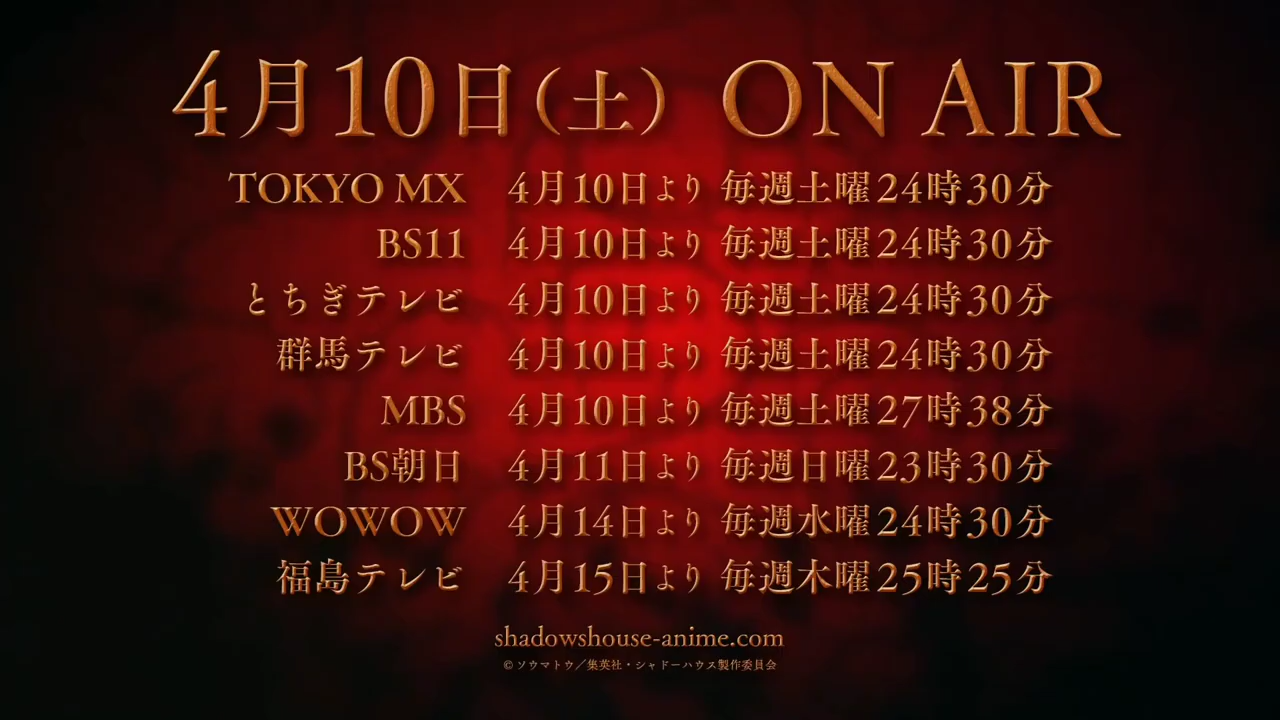 4月10日(土) ON AIR
TOKYO MX 4月10日より 毎週土曜24時30分
BS11 4月10日より 毎週土曜24時30分
とちぎテレビ 4月10日より 毎週土曜24時30分
群馬テレビ 4月10日より 毎週土曜24時30分
MBS 4月10日より 毎週土曜27時38分
BS朝日 4月11日より 毎週日曜23時30分
WOWOW 4月14日より 毎週水曜24時30分
福島テレビ 4月15日より 毎週木曜25時25分
shadowshouse-anime.com
©ソウマトウ/集英社・シャドーハウス製作委員会